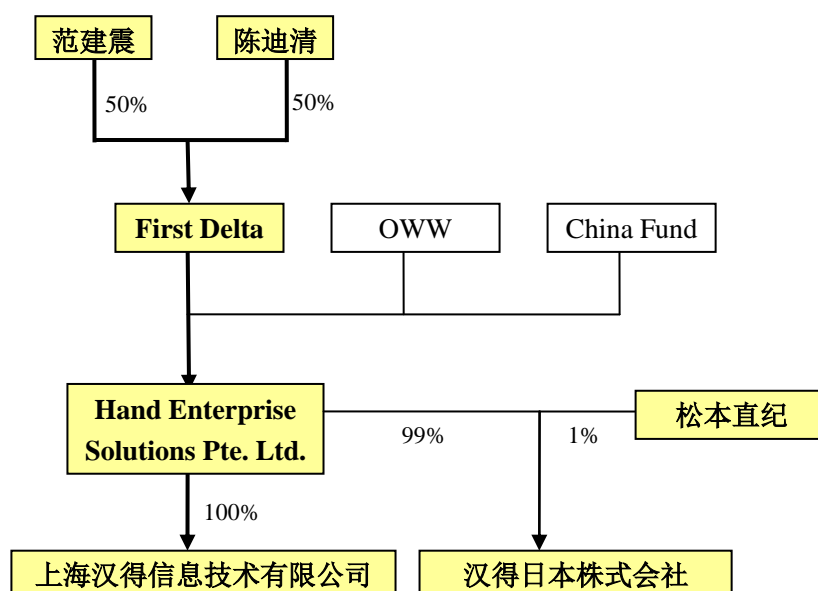 范建震
陈迪清
50%
50%
First Delta
OWW
China Fund
Hand Enterprise
Solutions Pte. Ltd.
松本直纪
99%
1%
100%
上海汉得信息技术有限公司
汉得日本株式会社